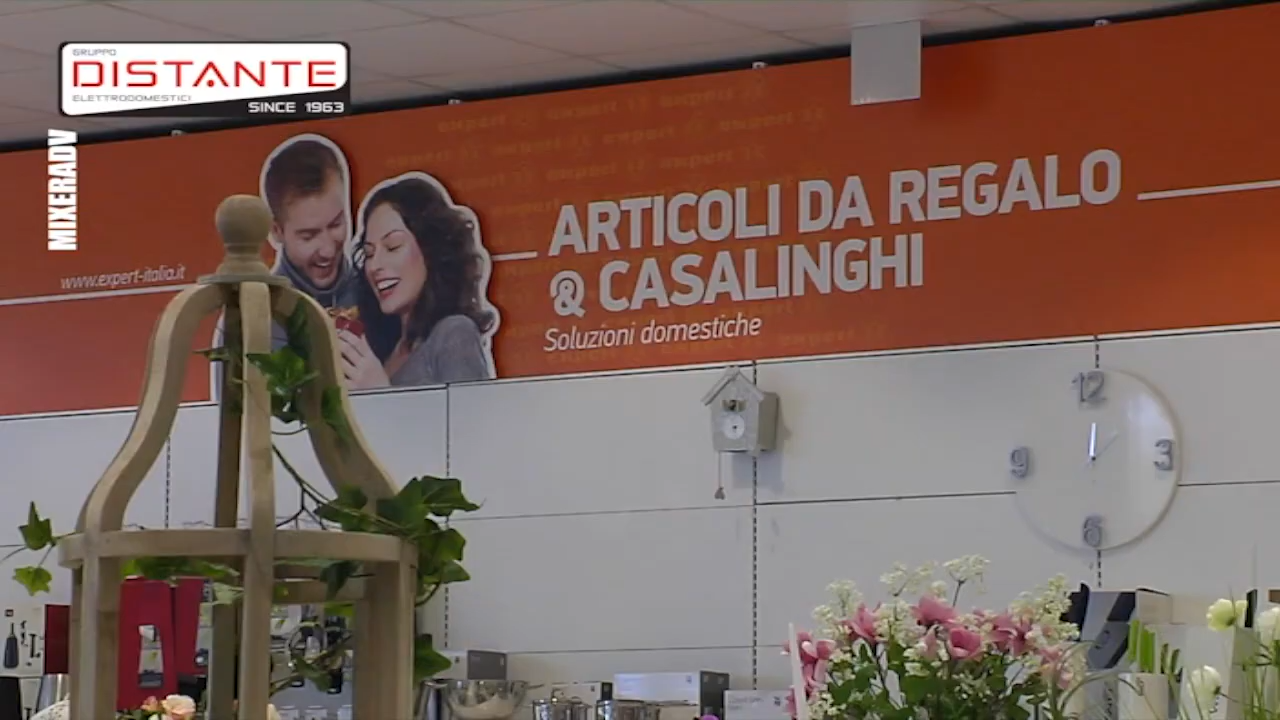 GRUPPO
DISTANTE
ELETTRODOMESTICI
SINCE 1963
MIXERADV
www.expert-italia.it
ARTICOLI DA REGALO
& CASALINGHI
Soluzioni domestiche
12
9
3
6